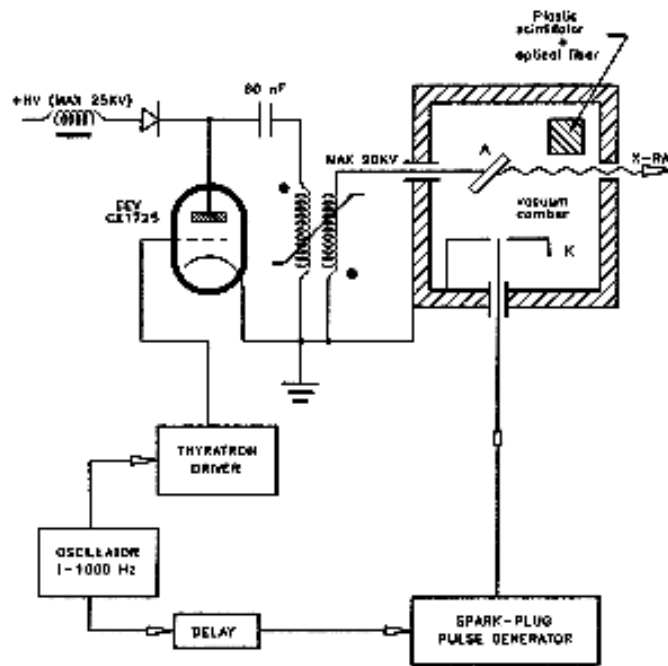 Plastic
scintillator
+
optical fiber
+HV (MAX 25KV)
80 nF
MAX 90KV
A
X-RA
EEV
CX1725
vacuum
camber
K
THYRATRON
DRIVER
OSCILLATOR
1-1000 Hz
DELAY
SPARK-PLUG
PULSE GENERATOR